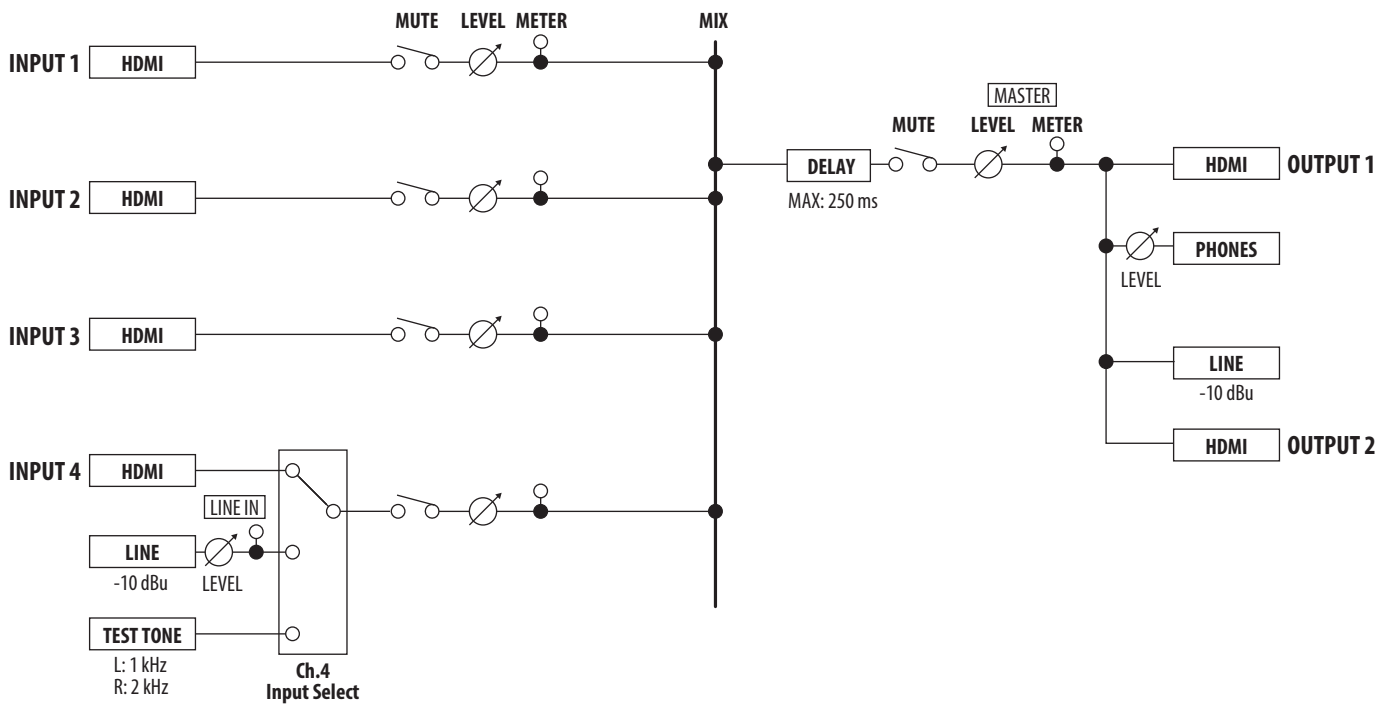 MUTE LEVEL METER MIX
INPUT 1 HDMI
MASTER
MUTE LEVEL METER
DELAY HDMI OUTPUT 1
MAX: 250 ms
INPUT 2 HDMI
PHONES
LEVEL
INPUT 3 HDMI
LINE
-10 dBu
HDMI OUTPUT 2
INPUT 4 HDMI
LINE IN
LINE
-10 dBu LEVEL
TEST TONE
L: 1 kHz
R: 2 kHz
Ch.4
Input Select